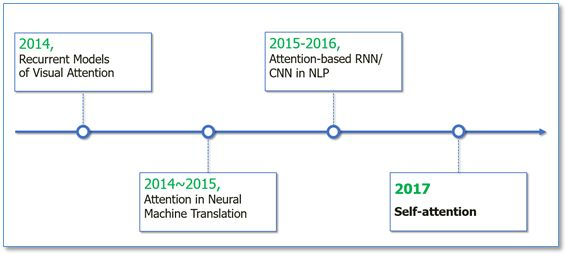 2014,
Recurrent Models
of Visual Attention
2014~2015,
Attention in Neural
Machine Translation
2015-2016,
Attention-based RNN/
CNN in NLP
2017
Self-attention